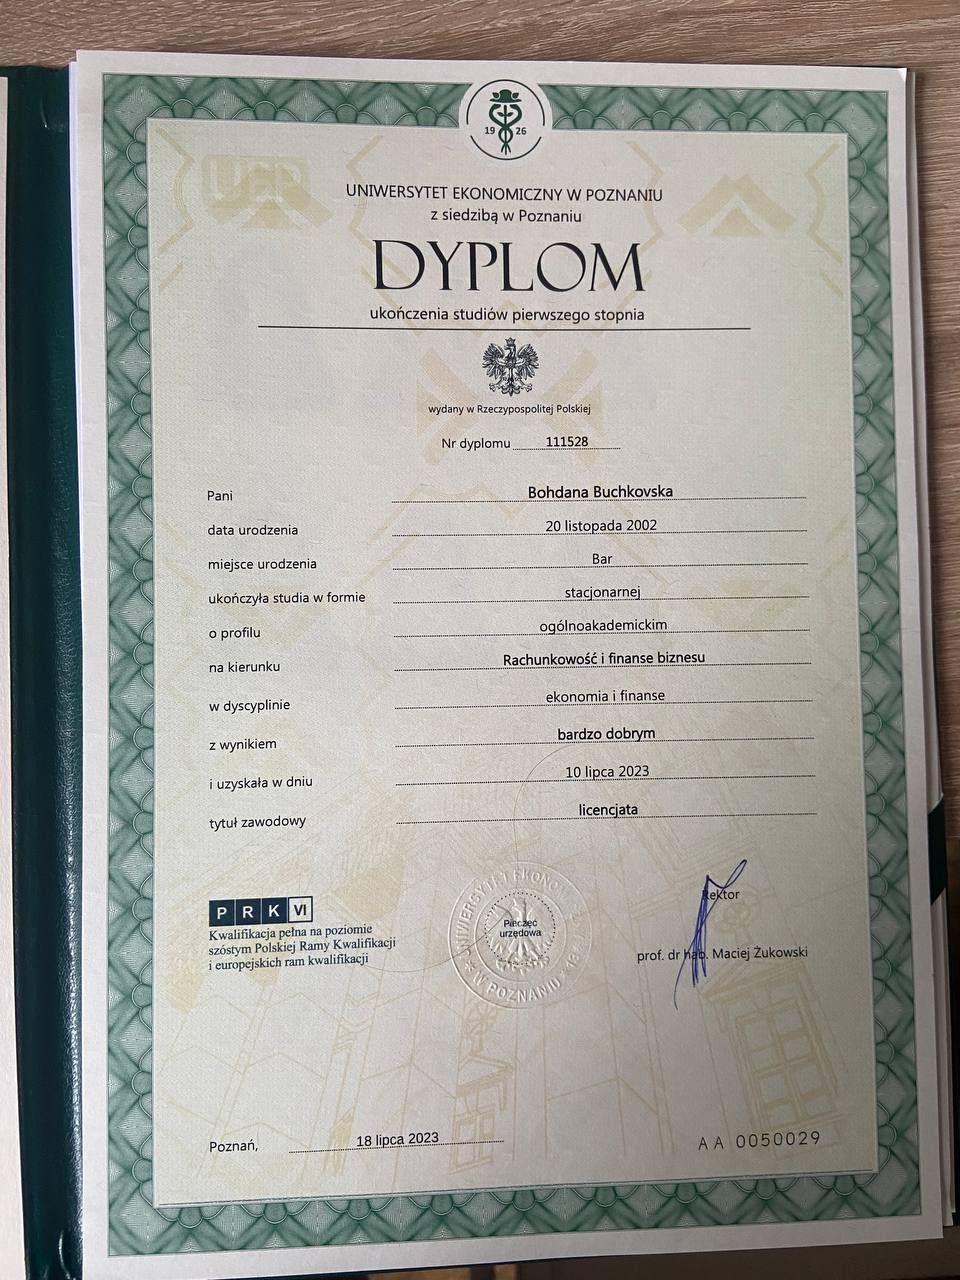 19 26
UNIWERSYTET EKONOMICZNY W POZNANIU
z siedzibą w Poznaniu
DYPLOM
ukończenia studiów pierwszego stopnia
wydany w Rzeczypospolitej Polskiej
Nr dyplomu 111528
Pani Bohdana Buchkovska
data urodzenia 20 listopada 2002
miejsce urodzenia Bar
ukończyła studia w formie stacjonarnej
o profilu ogólnoakademickim
na kierunku Rachunkowość i finanse biznesu
w dyscyplinie ekonomia i finanse
z wynikiem bardzo dobrym
i uzyskała w dniu 10 lipca 2023
tytuł zawodowy licencjata
PRK VI
Kwalifikacja pełna na poziomie
szóstym Polskiej Ramy Kwalifikacji
i europejskich ram kwalifikacji
UNIWERSYTET EKONO
W POZNANIU
Pieczęć
urzędowa
Rektor
prof. dr hab. Maciej Żukowski
Poznań, 18 lipca 2023
A A 0050029